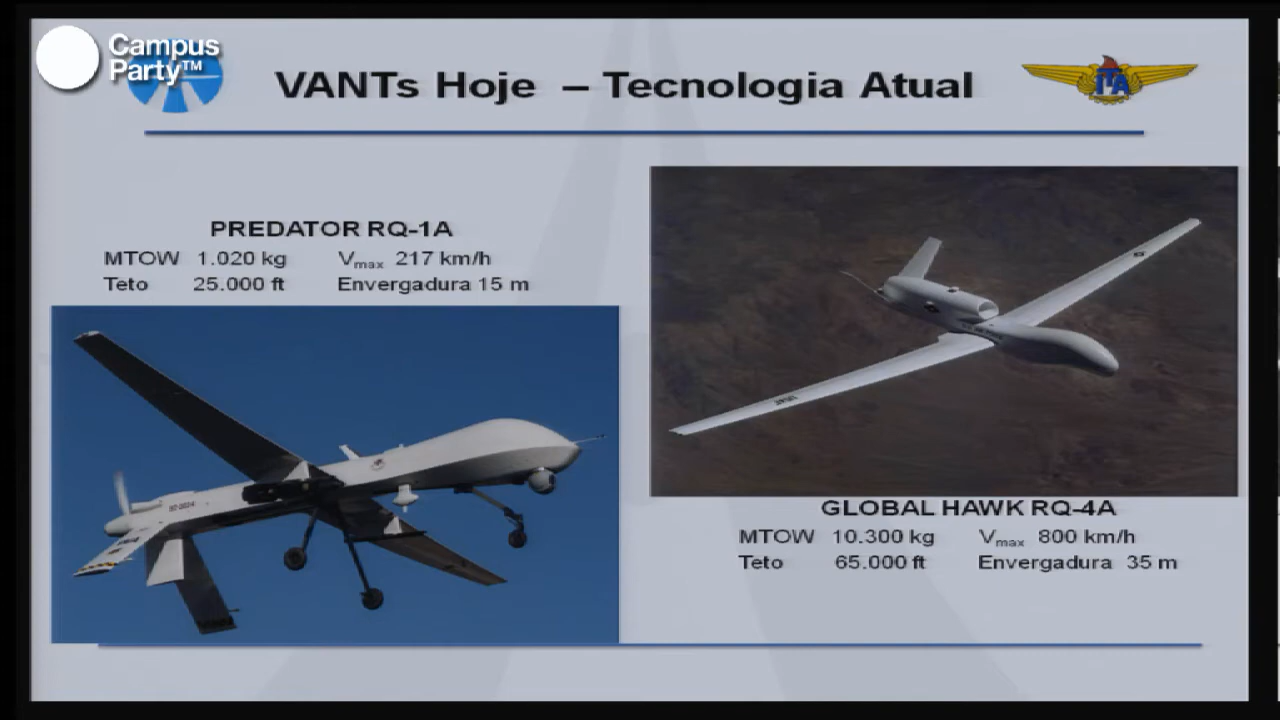 Campus
Party™
VANTs Hoje – Tecnologia Atual
ITA
PREDATOR RQ-1A
MTOW 1.020 kg Vmax 217 km/h
Teto 25.000 ft Envergadura 15 m
GLOBAL HAWK RQ-4A
MTOW 10.300 kg Vmax 800 km/h
Teto 65.000 ft Envergadura 35 m